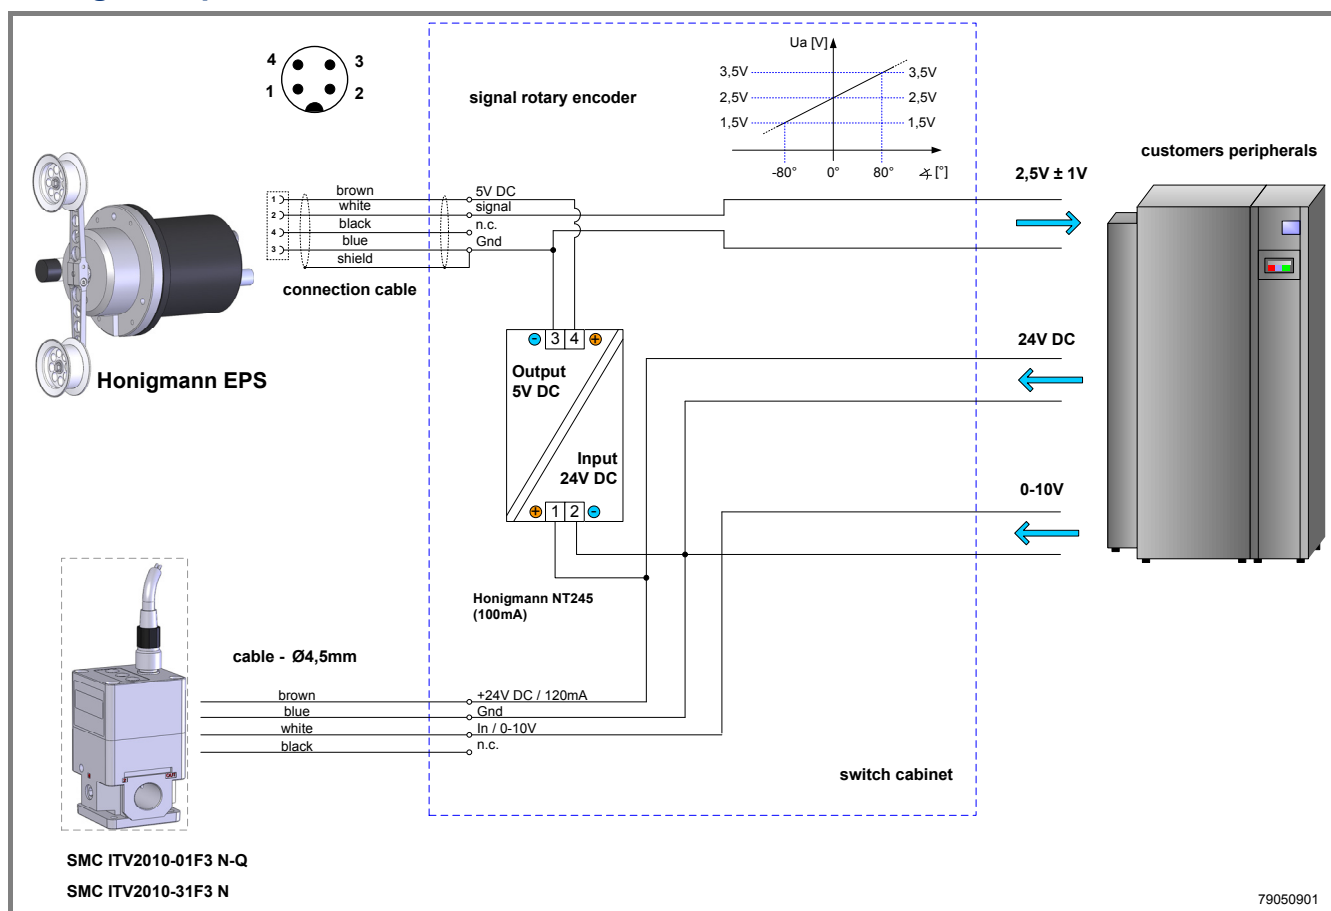 Ua [V]
4 3
1 2
signal rotary encoder
3,5V 3,5V
2,5V 2,5V
1,5V 1,5V
-80° 0° 80° ∡ [°]
customers peripherals
2,5V ± 1V
1 brown 5V DC
2 white signal
4 black n.c.
3 blue Gnd
shield
connection cable
Honigmann EPS
- 3 4 +
Output
5V DC
24V DC
Input
24V DC
+ 1 2 -
0-10V
Honigmann NT245
(100mA)
cable - Ø4,5mm
brown +24V DC / 120mA
blue Gnd
white In / 0-10V
black n.c.
switch cabinet
SMC ITV2010-01F3 N-Q
SMC ITV2010-31F3 N
79050901